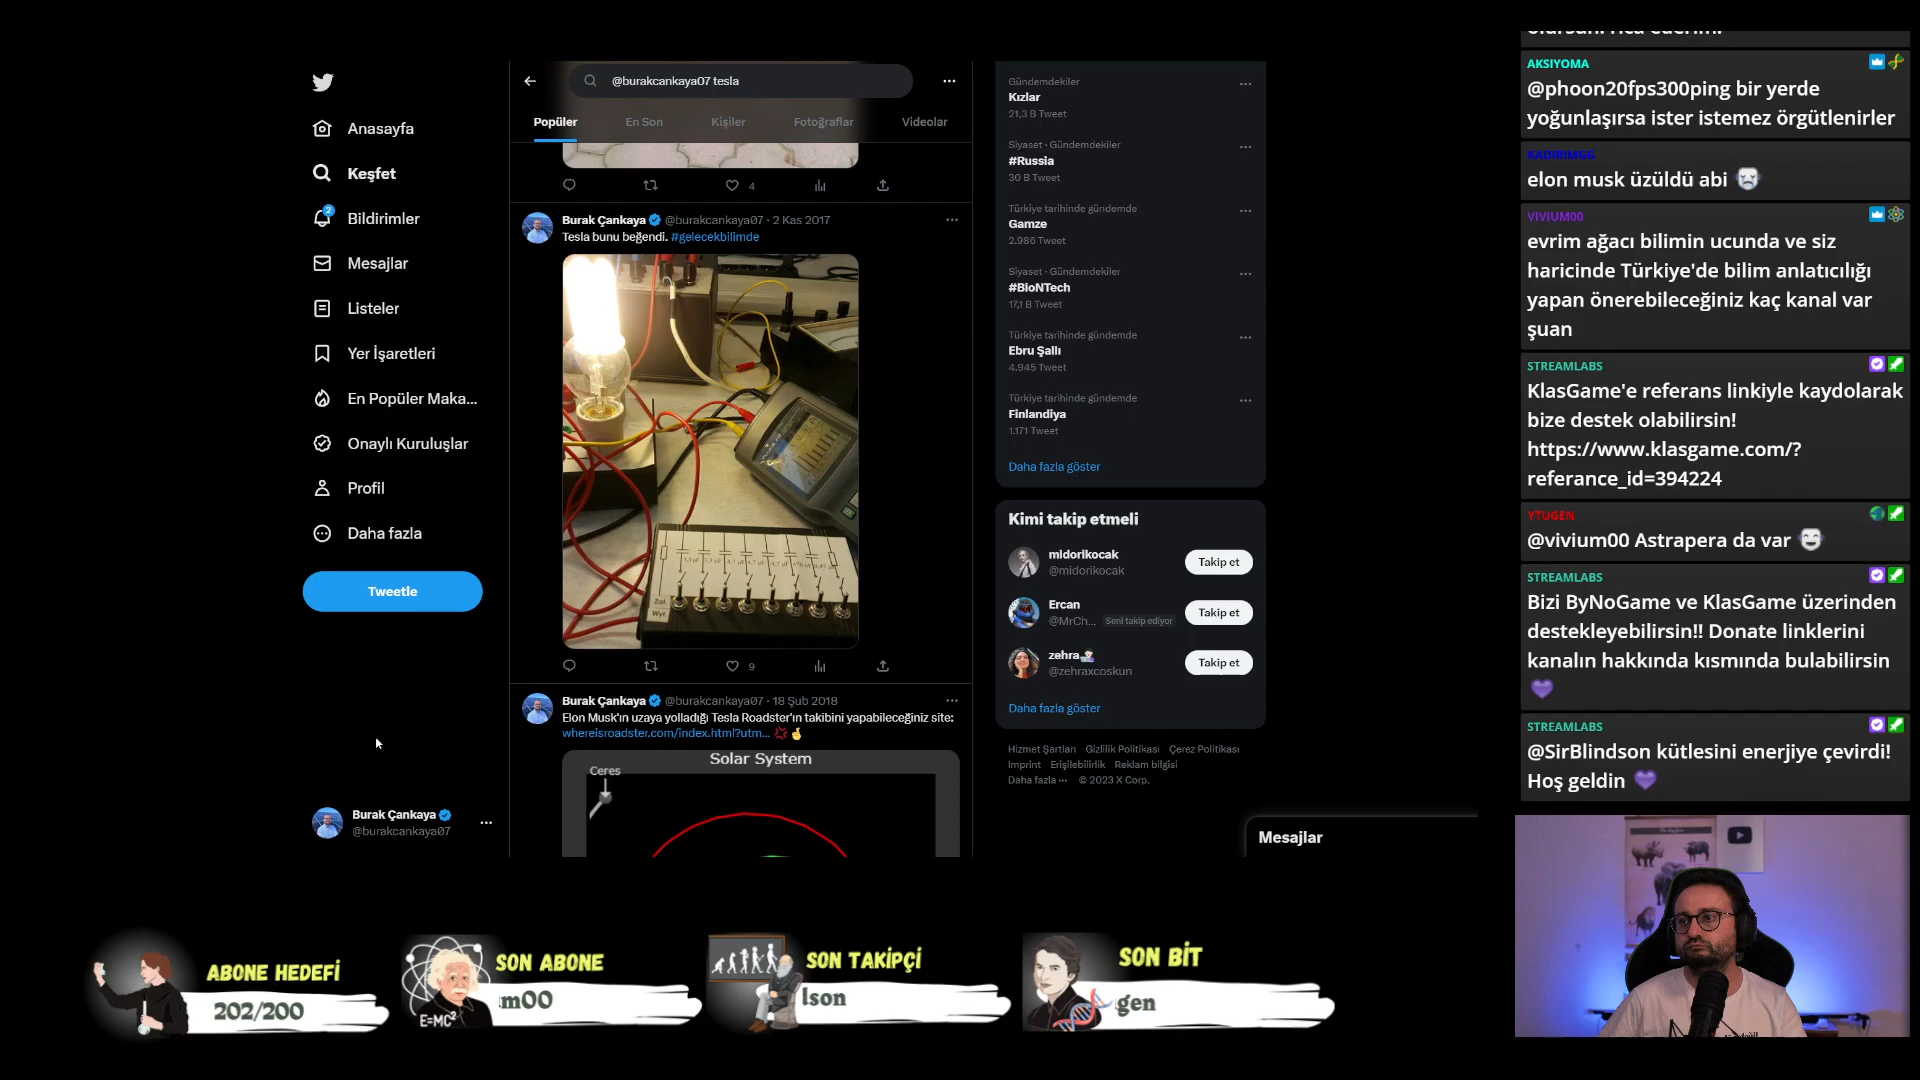 Anasayfa
Keşfet
2
Bildirimler
Mesajlar
Listeler
Yer İşaretleri
En Popüler Maka...
Onaylı Kuruluşlar
Profil
Daha fazla
Tweetle
Burak Çankaya
@burakcankaya07
@burakcankaya07 tesla
Popüler
En Son
Kişiler
Fotoğraflar
Videolar
4
Burak Çankaya @burakcankaya07 · 2 Kas 2017
Tesla bunu beğendi. #gelecekbilimde
Zał.
Wył.
9
Burak Çankaya @burakcankaya07 · 18 Şub 2018
Elon Musk'ın uzaya yolladığı Tesla Roadster'ın takibini yapabileceğiniz site:
whereisroadster.com/index.html?utm...
Solar System
Ceres
Gündemdekiler
Kızlar
21,3 B Tweet
Siyaset · Gündemdekiler
#Russia
30 B Tweet
Türkiye tarihinde gündemde
Gamze
2.986 Tweet
Siyaset · Gündemdekiler
#BioNTech
17,1 B Tweet
Türkiye tarihinde gündemde
Ebru Şallı
4.945 Tweet
Türkiye tarihinde gündemde
Finlandiya
1.171 Tweet
Daha fazla göster
Kimi takip etmeli
midorikocak
@midorikocak
Takip et
Ercan
@MrCh... Seni takip ediyor
Takip et
zehra
@zehraxcoskun
Takip et
Daha fazla göster
Hizmet Şartları Gizlilik Politikası Çerez Politikası
Imprint Erişilebilirlik Reklam bilgisi
Daha fazla ··· © 2023 X Corp.
Mesajlar
olursan! rica ederim!
AKSIYOMA
@phoon20fps300ping bir yerde
yoğunlaşırsa ister istemez örgütlenirler
KADIRIMGG
elon musk üzüldü abi
VIVIUM00
evrim ağacı bilimin ucunda ve siz
haricinde Türkiye'de bilim anlatıcılığı
yapan önerebileceğiniz kaç kanal var
şuan
STREAMLABS
KlasGame'e referans linkiyle kaydolarak
bize destek olabilirsin!
https://www.klasgame.com/?
referance_id=394224
YTUGEN
@vivium00 Astrapera da var
STREAMLABS
Bizi ByNoGame ve KlasGame üzerinden
destekleyebilirsin!! Donate linklerini
kanalın hakkında kısmında bulabilirsin
STREAMLABS
@SirBlindson kütlesini enerjiye çevirdi!
Hoş geldin
ABONE HEDEFİ
202/200
SON ABONE
m00
E=MC²
SON TAKİPÇİ
lson
SON BİT
gen